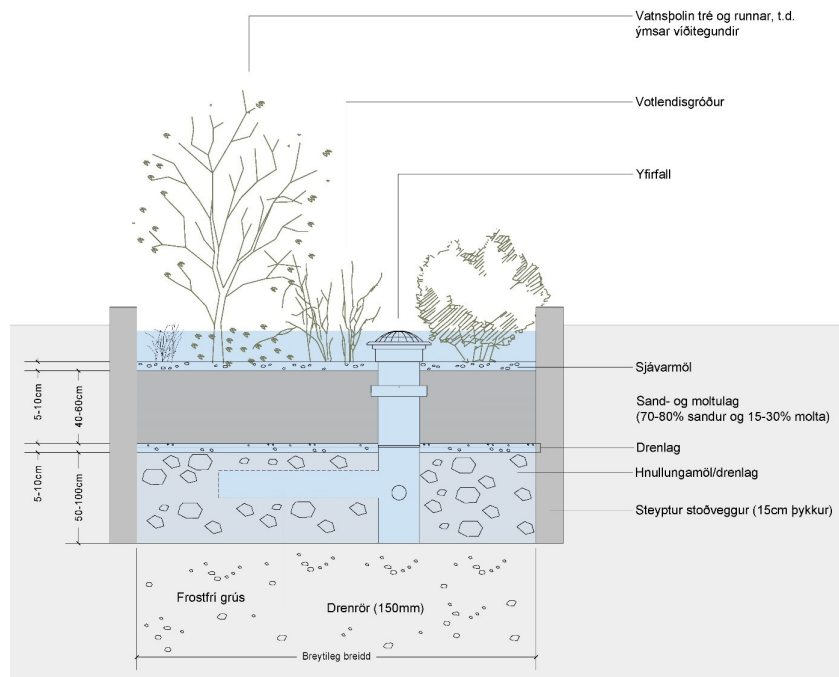 Vatnsþolin tré og runnar, t.d.
ýmsar víðitegundir
Votlendisgróður
Yfirfall
Sjávarmöl
Sand- og moltulag
(70-80% sandur og 15-30% molta)
Drenlag
Hnullungamöl/drenlag
Steyptur stoðveggur (15cm þykkur)
5-10cm
40-60cm
5-10cm
50-100cm
Frostfrí grús
Drenrör (150mm)
Breytileg breidd